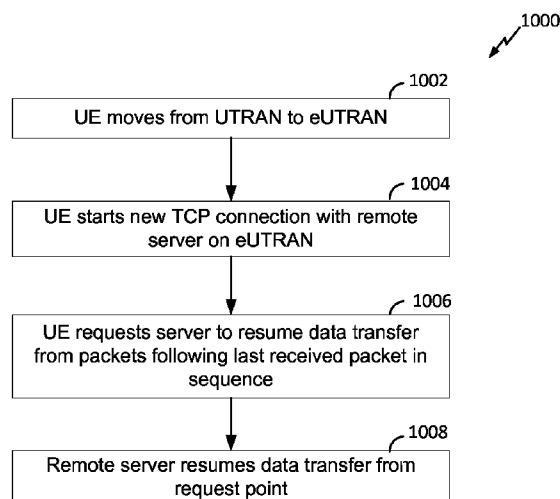 1000
1002
UE moves from UTRAN to eUTRAN
1004
UE starts new TCP connection with remote
server on eUTRAN
1006
UE requests server to resume data transfer
from packets following last received packet in
sequence
1008
Remote server resumes data transfer from
request point